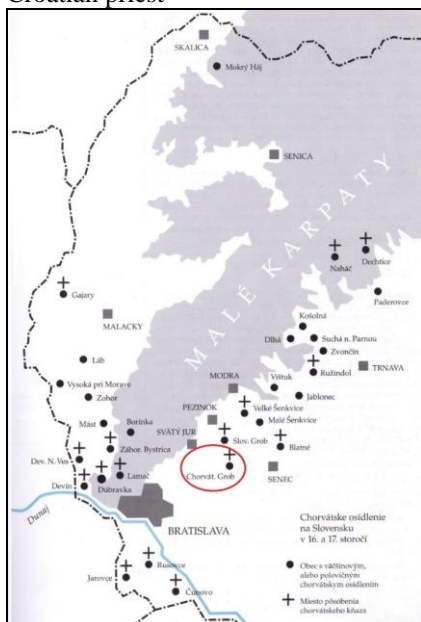 Croatian priest
SKALICA
Mokrý Háj
SENICA
MALÉ KARPATY
Dechtice
Naháč
Paderovce
Gajary
MALACKY
Košolná
Dlhá
Suchá n. Parnou
Zvončín
Láb
TRNAVA
Ružindol
Vištuk
Vysoká pri Morave
MODRA
Zohor
Jablonec
PEZINOK
Veľké Šenkvice
Malé Šenkvice
Mást
Borinka
SVÄTÝ JUR
Slov. Grob
Blatné
Záhor. Bystrica
Dev. N. Ves
Lamač
Chorvát. Grob
SENEC
Devín
Dúbravka
Dunaj
BRATISLAVA
Chorvátske osídlenie
na Slovensku
v 16. a 17. storočí
Rusovce
Jarovce
Čunovo
Obec s väčšinovým,
alebo polovičným
chorvátskym osídlením
Miesto pôsobenia
chorvátskeho kňaza